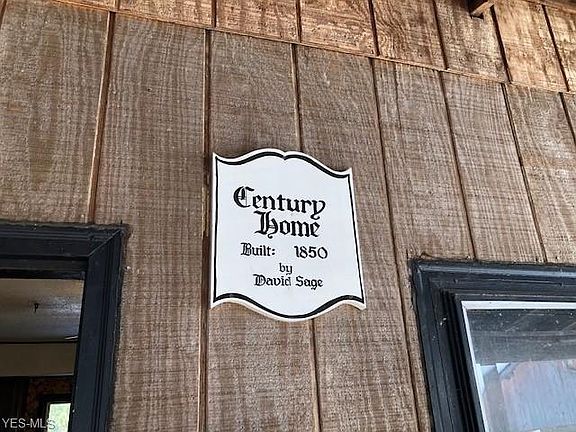 Century
Home
Built: 1850
by
David Sage
YES-MLS